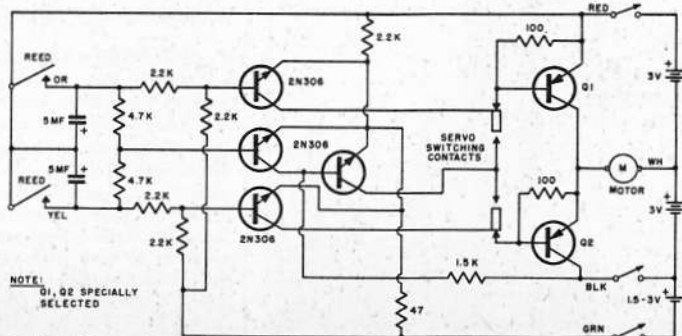 RED
100
2.2K
REED
OR
2.2K
2N306
Q1
+
3V
5MF
+
4.7K
2.2K
2N306
SERVO
SWITCHING
CONTACTS
M
WH
MOTOR
REED
5MF
+
4.7K
100
+
3V
YEL
2.2K
2N306
Q2
2.2K
1.5K
BLK
+
1.5-3V
NOTE:
Q1, Q2 SPECIALLY
SELECTED
47
GRN